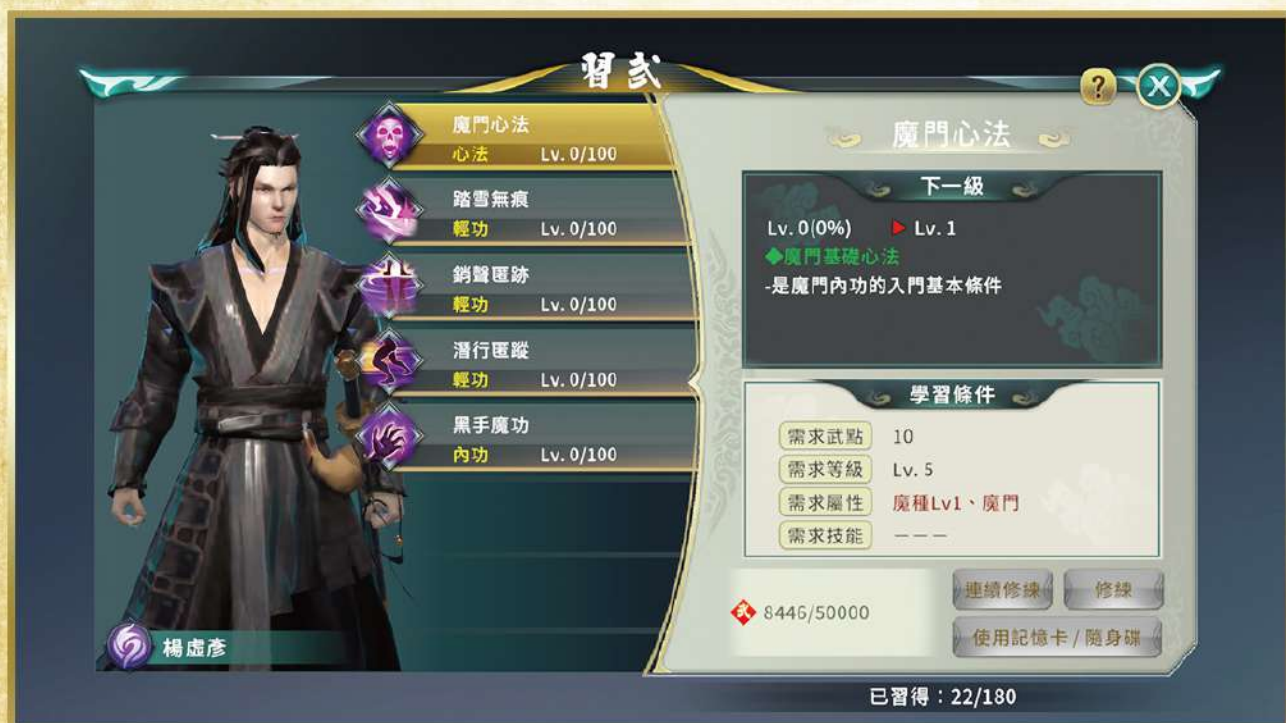 習武
?
X
魔門心法
心法 Lv. 0/100
踏雪無痕
輕功 Lv. 0/100
銷聲匿跡
輕功 Lv. 0/100
潛行匿蹤
輕功 Lv. 0/100
黑手魔功
內功 Lv. 0/100
楊虛彥
魔門心法
下一級
Lv. 0(0%) ▶ Lv. 1
◆魔門基礎心法
-是魔門內功的入門基本條件
學習條件
需求武點 10
需求等級 Lv. 5
需求屬性 魔種Lv1、魔門
需求技能 — — —
武 8446/50000
連續修練 修練
使用記憶卡/隨身碟
已習得：22/180